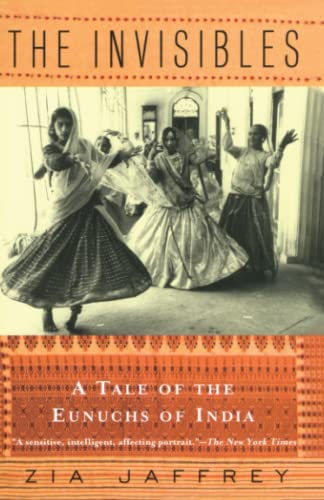 THE INVISIBLES
A TALE OF THE
EUNUCHS OF INDIA
"A sensitive, intelligent, affecting portrait."—The New York Times
ZIA JAFFREY